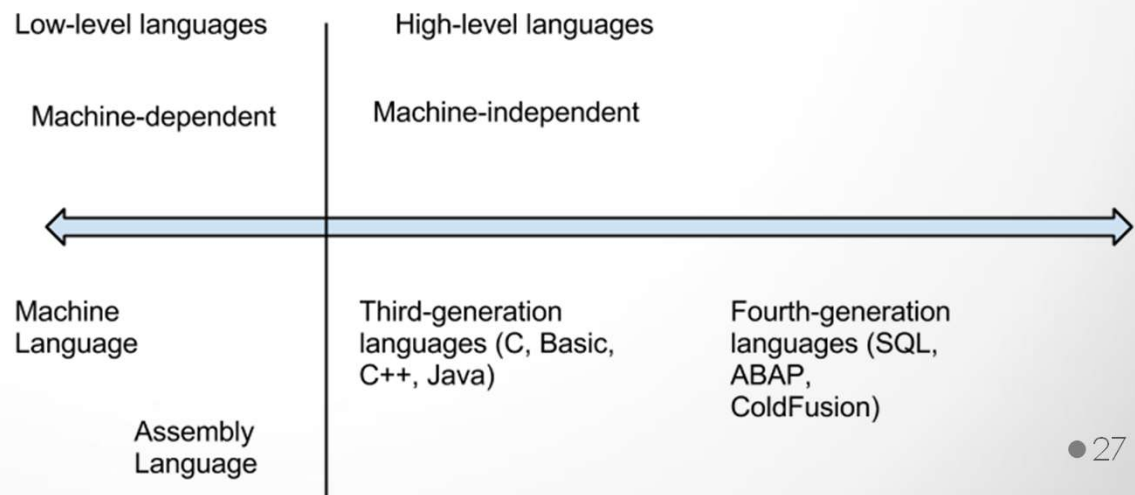 Low-level languages
High-level languages
Machine-dependent
Machine-independent
Machine
Language
Assembly
Language
Third-generation
languages (C, Basic,
C++, Java)
Fourth-generation
languages (SQL,
ABAP,
ColdFusion)
27